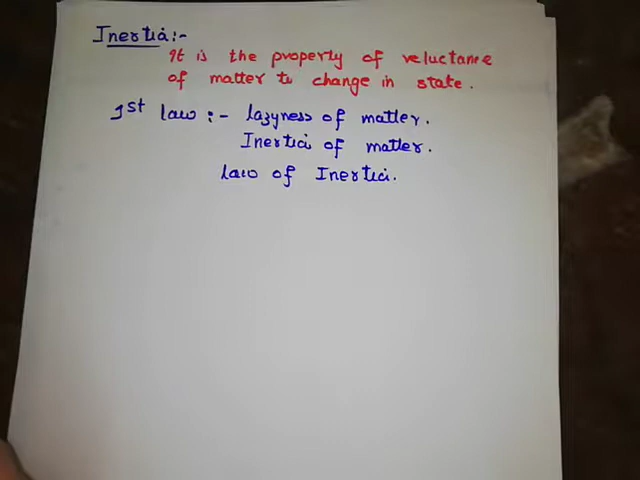 Inertia:-
It is the property of reluctance
of matter to change in state.
1st law :- lazyness of matter.
Inertia of matter.
law of Inertia.